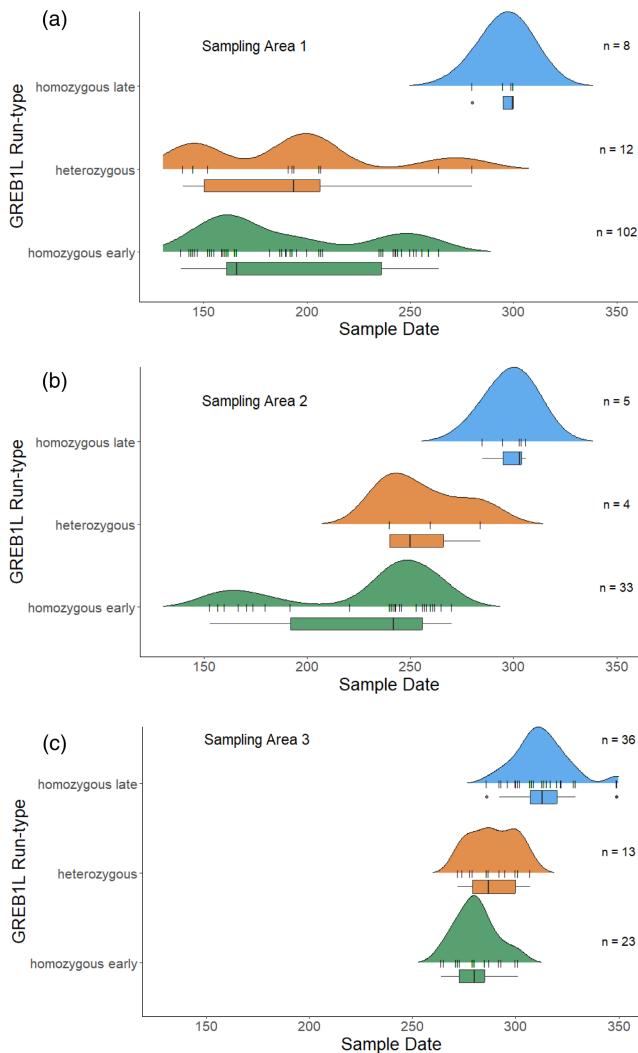 (a)
Sampling Area 1
n = 8
homozygous late
n = 12
heterozygous
n = 102
homozygous early
GREB1L Run-type
150 200 250 300 350
Sample Date
(b)
Sampling Area 2
n = 5
homozygous late
n = 4
heterozygous
n = 33
homozygous early
GREB1L Run-type
150 200 250 300 350
Sample Date
(c)
Sampling Area 3
n = 36
homozygous late
n = 13
heterozygous
n = 23
homozygous early
GREB1L Run-type
150 200 250 300 350
Sample Date